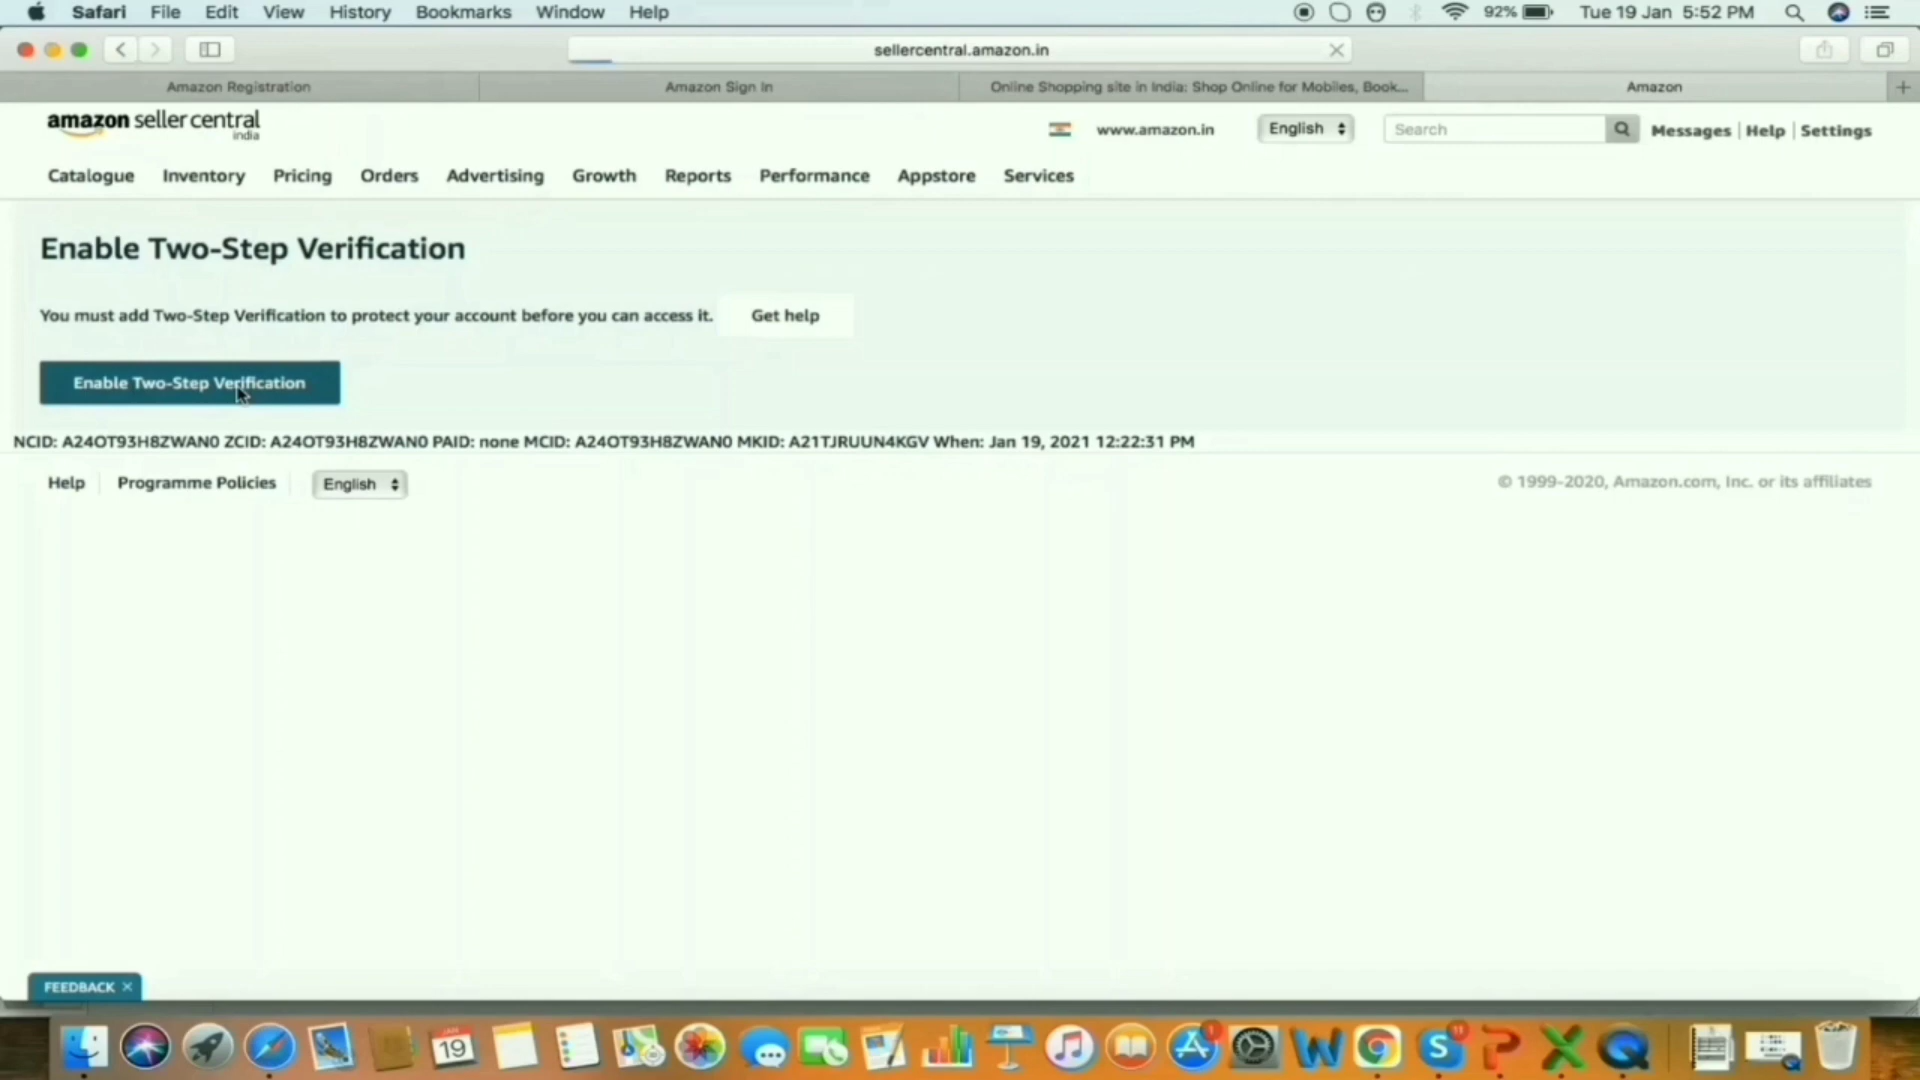 Safari File Edit View History Bookmarks Window Help 92% Tue 19 Jan 5:52 PM
sellercentral.amazon.in
Amazon Registration Amazon Sign In Online Shopping site in India: Shop Online for Mobiles, Book... Amazon
amazon seller central
india
www.amazon.in English Search Messages Help Settings
Catalogue Inventory Pricing Orders Advertising Growth Reports Performance Appstore Services
Enable Two-Step Verification
You must add Two-Step Verification to protect your account before you can access it. Get help
Enable Two-Step Verification
NCID: A24OT93H8ZWAN0 ZCID: A24OT93H8ZWAN0 PAID: none MCID: A24OT93H8ZWAN0 MKID: A21TJRUUN4KGV When: Jan 19, 2021 12:22:31 PM
Help Programme Policies English © 1999-2020, Amazon.com, Inc. or its affiliates
FEEDBACK ×
JAN
19
1
11